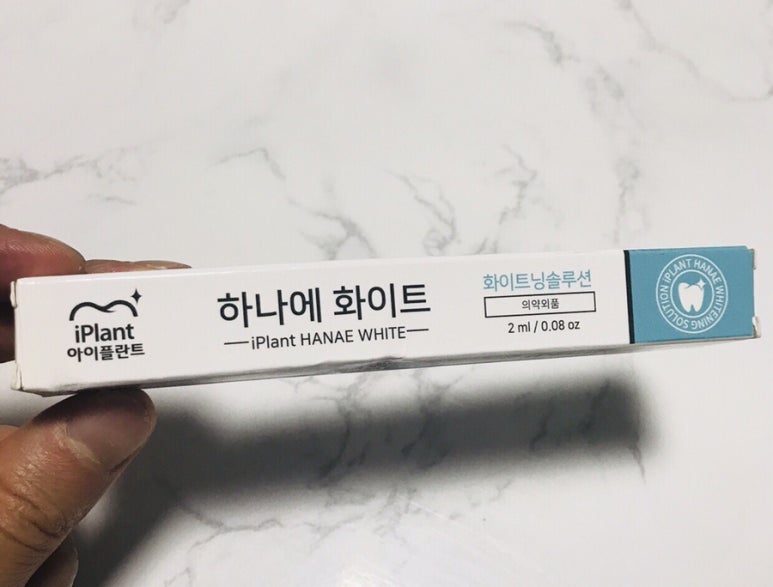 iPlant
아이플란트
하나에 화이트
iPlant HANAE WHITE
화이트닝솔루션
의약외품
2 ml / 0.08 oz
IPLANT HANAE WHITENING SOLUTION